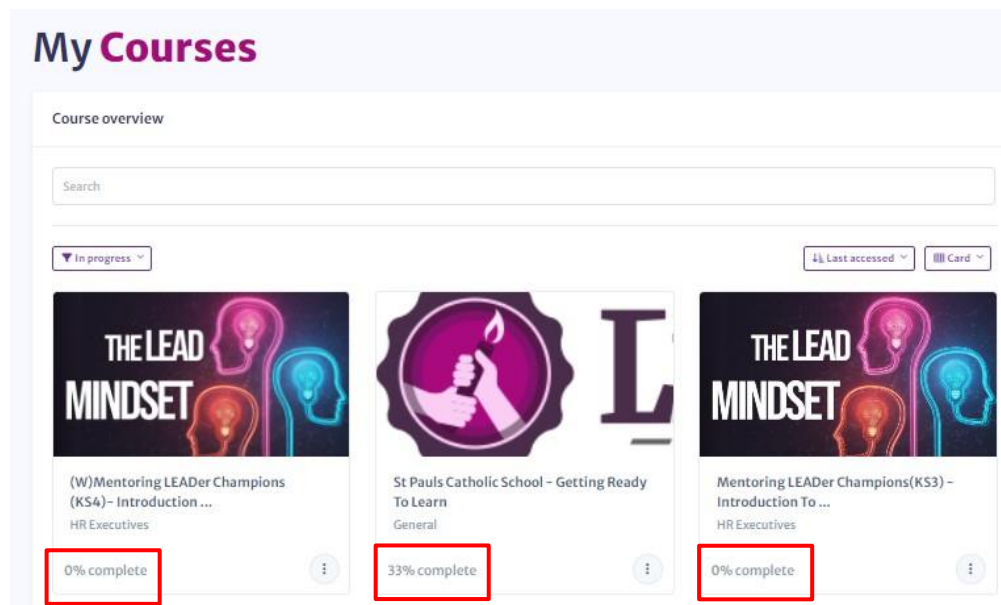 My Courses
Course overview
Search
In progress
Last accessed
Card
THE LEAD
MINDSET
L
THE LEAD
MINDSET
(W)Mentoring LEADer Champions
(KS4)- Introduction ...
HR Executives
0% complete
St Pauls Catholic School - Getting Ready
To Learn
General
33% complete
Mentoring LEADer Champions(KS3) -
Introduction To ...
HR Executives
0% complete